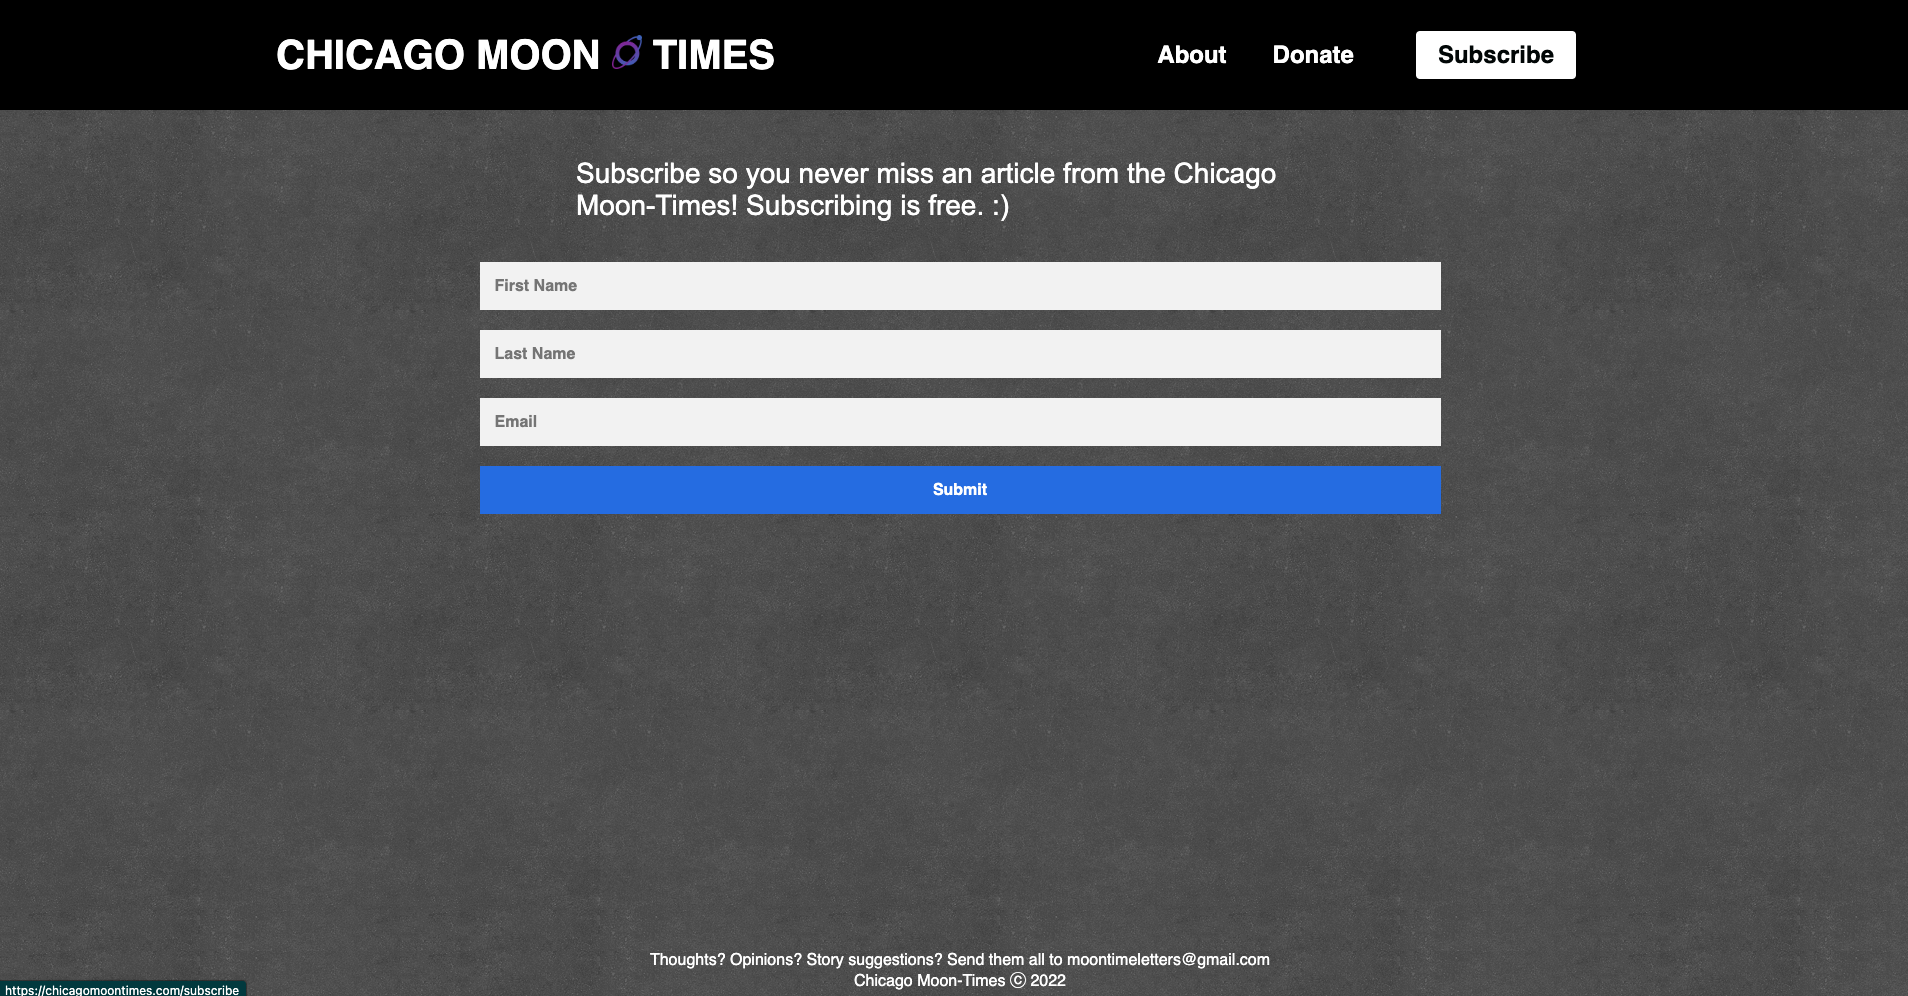 CHICAGO MOON TIMES
About
Donate
Subscribe
Subscribe so you never miss an article from the Chicago
Moon-Times! Subscribing is free. :)
First Name
Last Name
Email
Submit
Thoughts? Opinions? Story suggestions? Send them all to moontimeletters@gmail.com
Chicago Moon-Times ⓒ 2022
https://chicagomoontimes.com/subscribe